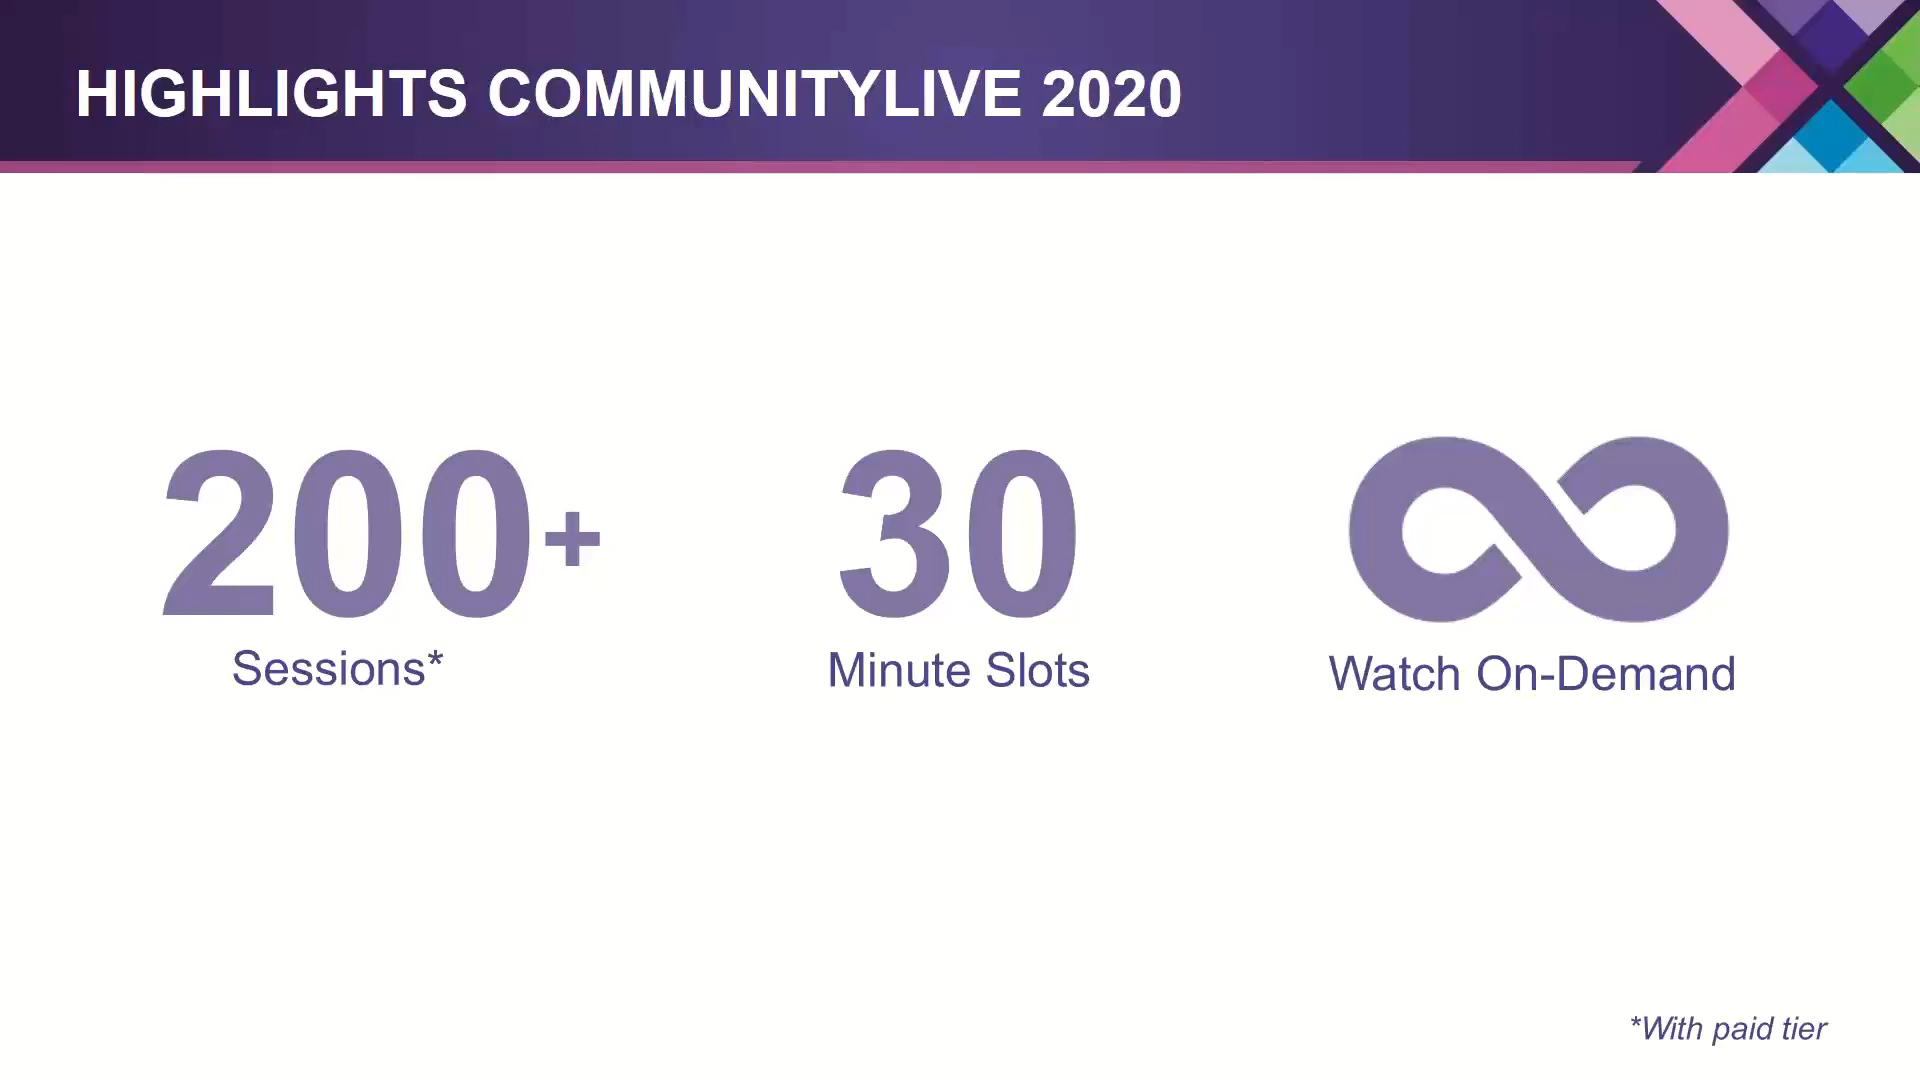 HIGHLIGHTS COMMUNITYLIVE 2020
200+
Sessions*
30
Minute Slots
Watch On-Demand
*With paid tier